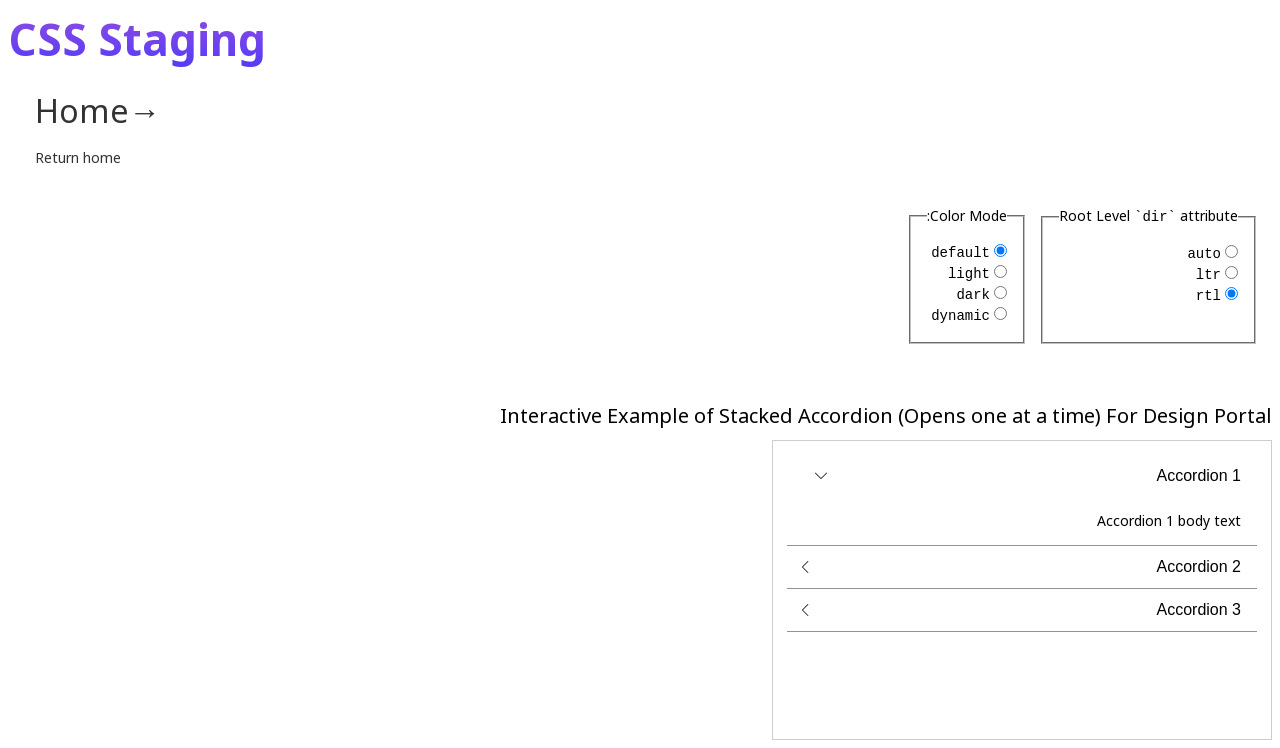 CSS Staging
Home→
Return home
Root Level `dir` attribute
auto
ltr
rtl
:Color Mode
default
light
dark
dynamic
Interactive Example of Stacked Accordion (Opens one at a time) For Design Portal
Accordion 1
Accordion 1 body text
Accordion 2
Accordion 3